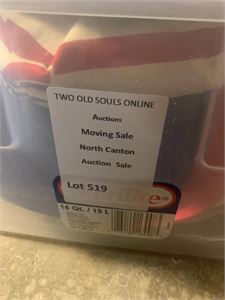 TWO OLD SOULS ONLINE
Auctions
Moving Sale
North Canton
Auction Sale
Lot 519
16 Qt. / 15 L